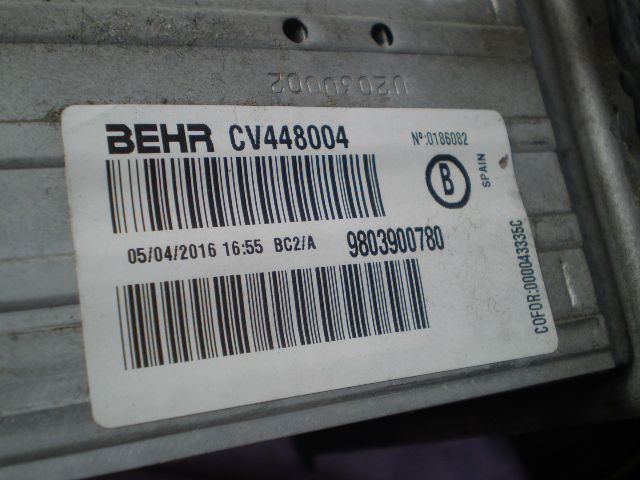 U2030002
BEHR CV448004 Nº:0186082
B
SPAIN
05/04/2016 16:55 BC2/A 9803900780
COFOR:000043335C